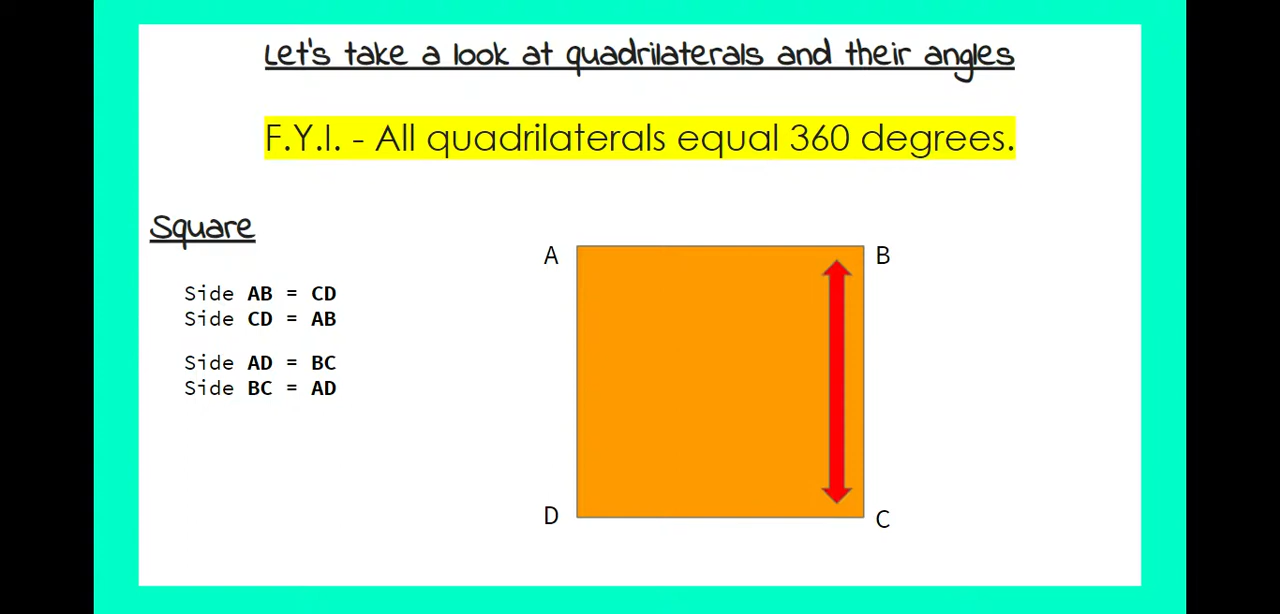 Let's take a look at quadrilaterals and their angles
F.Y.I. - All quadrilaterals equal 360 degrees.
Square
Side AB = CD
Side CD = AB
Side AD = BC
Side BC = AD
A
B
D
C